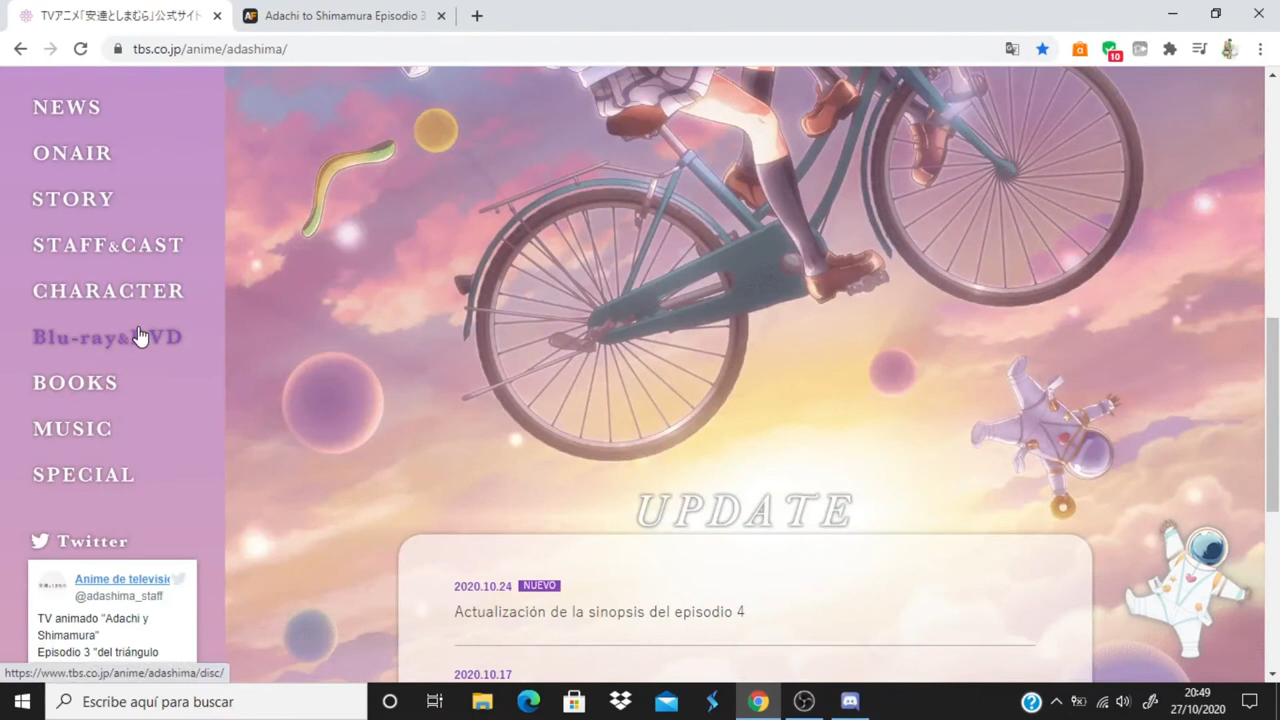 TVアニメ「安達としまむら」公式サイト
Adachi to Shimamura Episodio 3
tbs.co.jp/anime/adashima/
10
NEWS
ONAIR
STORY
STAFF&CAST
CHARACTER
Blu-ray&DVD
BOOKS
MUSIC
SPECIAL
Twitter
Anime de televisi
@adashima_staff
TV animado "Adachi y
Shimamura"
Episodio 3 "del triángulo
UPDATE
2020.10.24 NUEVO
Actualización de la sinopsis del episodio 4
2020.10.17
https://www.tbs.co.jp/anime/adashima/disc/
Escribe aquí para buscar
20:49
27/10/2020